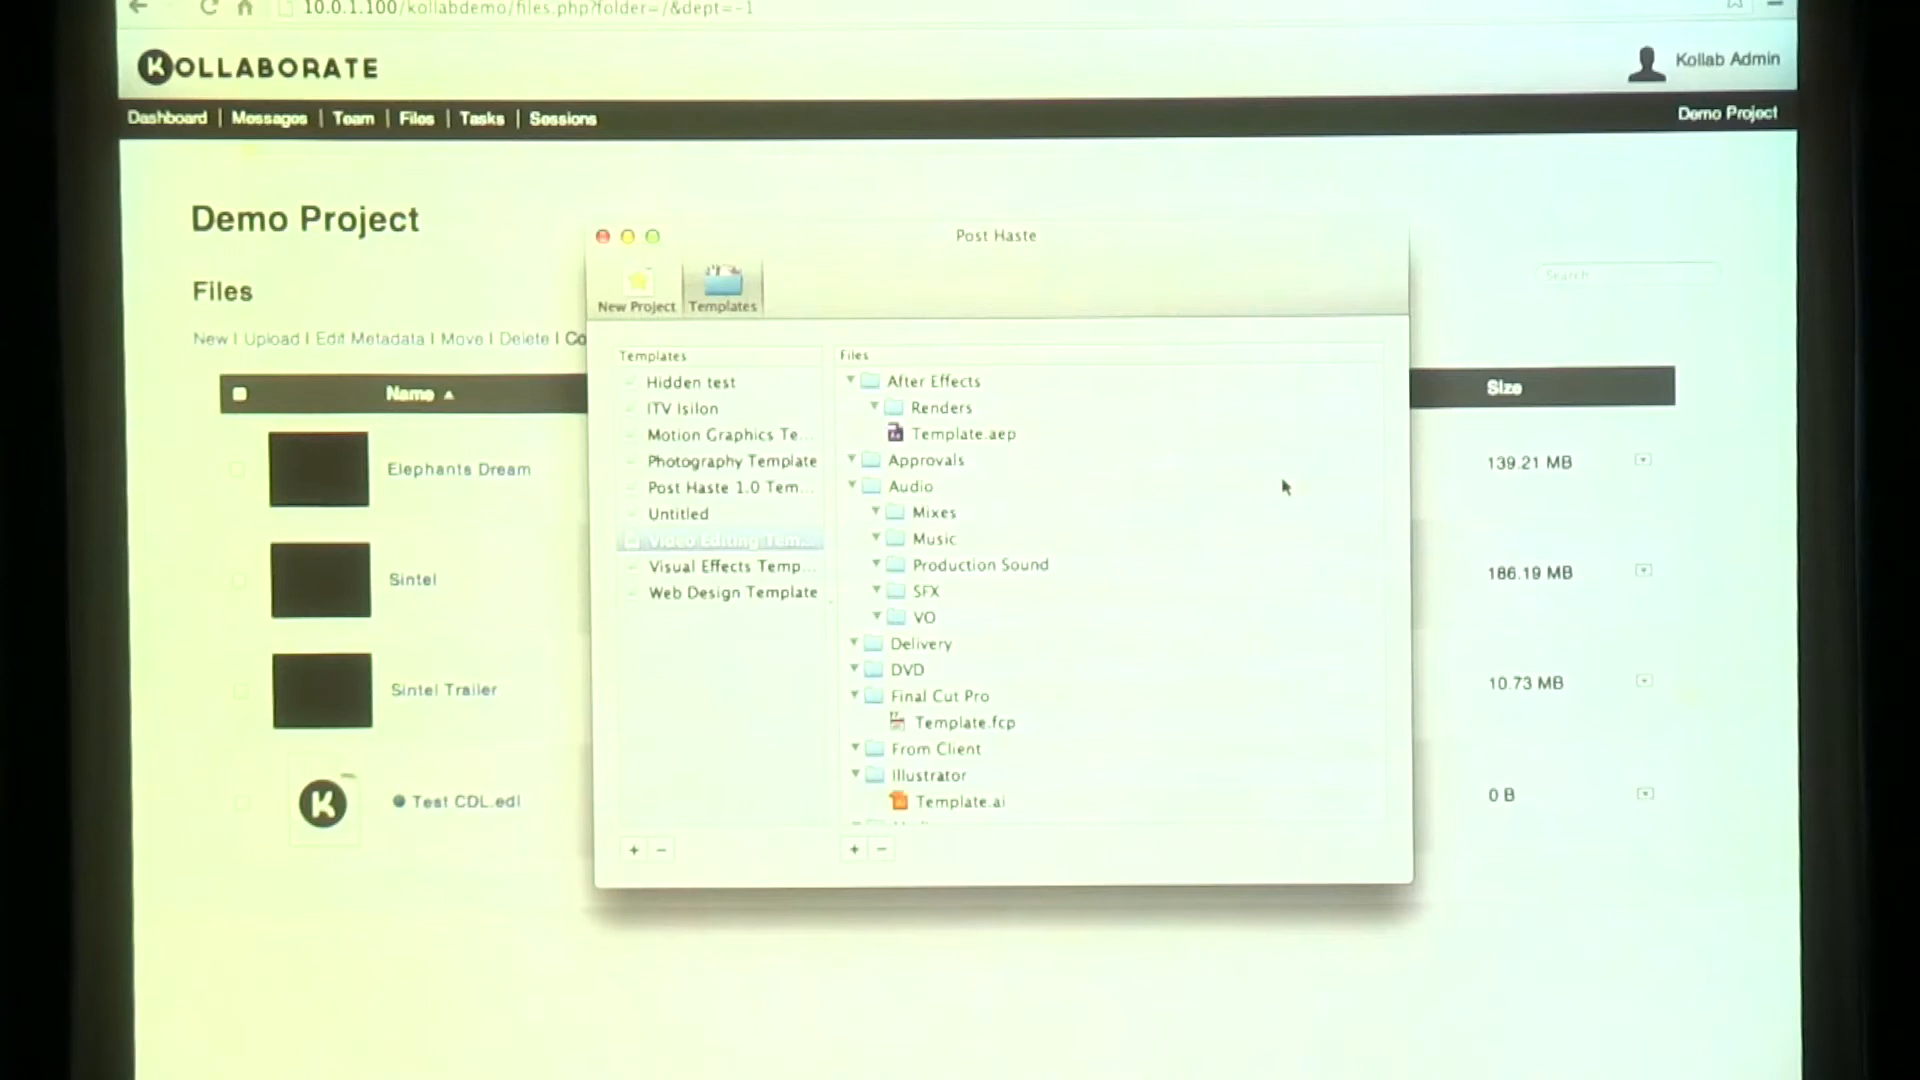 10.0.1.100/kollabdemo/files.php?folder=/&dept=-1
KOLLABORATE
Kollab Admin
Dashboard | Messages | Team | Files | Tasks | Sessions
Demo Project
Demo Project
Files
Search
New | Upload | Edit Metadata | Move | Delete | Co
Name
Size
Elephants Dream
139.21 MB
Sintel
186.19 MB
Sintel Trailer
10.73 MB
K
Test CDL.edl
0 B
Post Haste
New Project
Templates
Templates
Hidden test
ITV Isilon
Motion Graphics Te...
Photography Template
Post Haste 1.0 Tem...
Untitled
Video Editing Tem...
Visual Effects Temp...
Web Design Template
+ −
Files
After Effects
Renders
Template.aep
Approvals
Audio
Mixes
Music
Production Sound
SFX
VO
Delivery
DVD
Final Cut Pro
Template.fcp
From Client
Illustrator
Template.ai
+ −